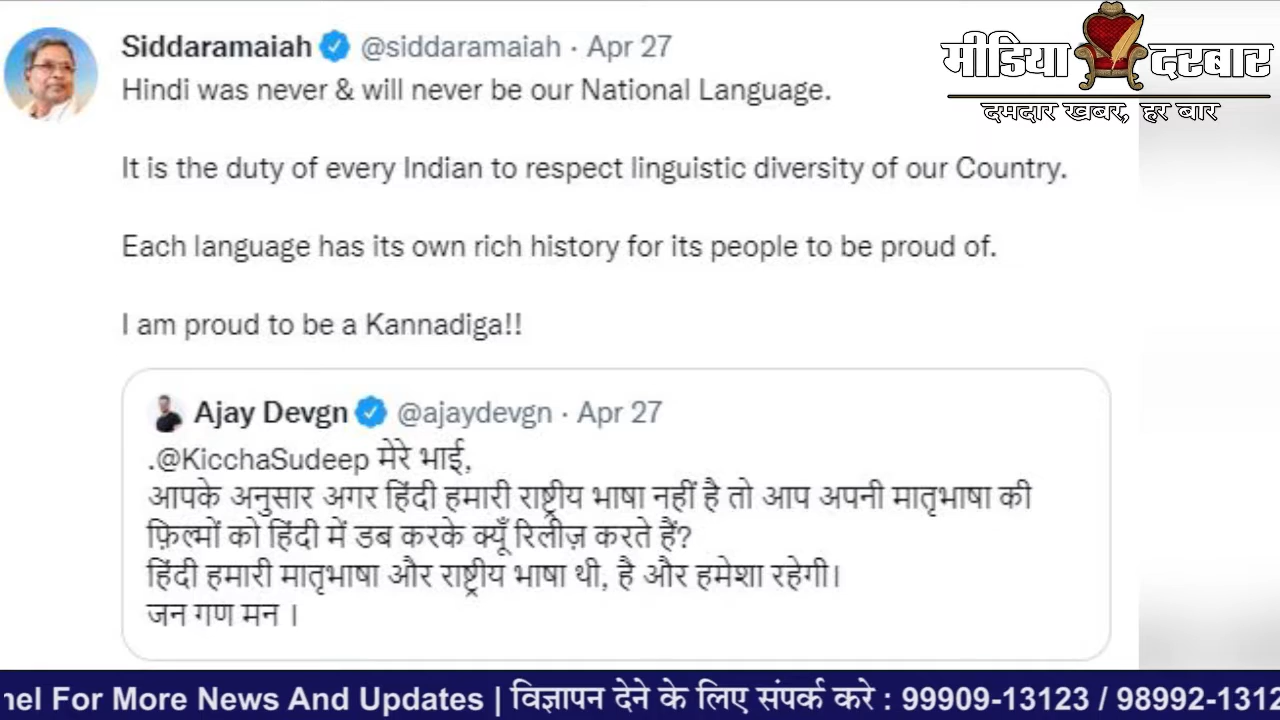 Siddaramaiah @siddaramaiah · Apr 27
Hindi was never & will never be our National Language.
It is the duty of every Indian to respect linguistic diversity of our Country.
Each language has its own rich history for its people to be proud of.
I am proud to be a Kannadiga!!
Ajay Devgn @ajaydevgn · Apr 27
.@KicchaSudeep मेरे भाई,
आपके अनुसार अगर हिंदी हमारी राष्ट्रीय भाषा नहीं है तो आप अपनी मातृभाषा की
फ़िल्मों को हिंदी में डब करके क्यूँ रिलीज़ करते हैं?
हिंदी हमारी मातृभाषा और राष्ट्रीय भाषा थी, है और हमेशा रहेगी।
जन गण मन ।
मीडिया दरबार
दमदार खबर, हर बार
nel For More News And Updates | विज्ञापन देने के लिए संपर्क करे : 99909-13123 / 98992-1312